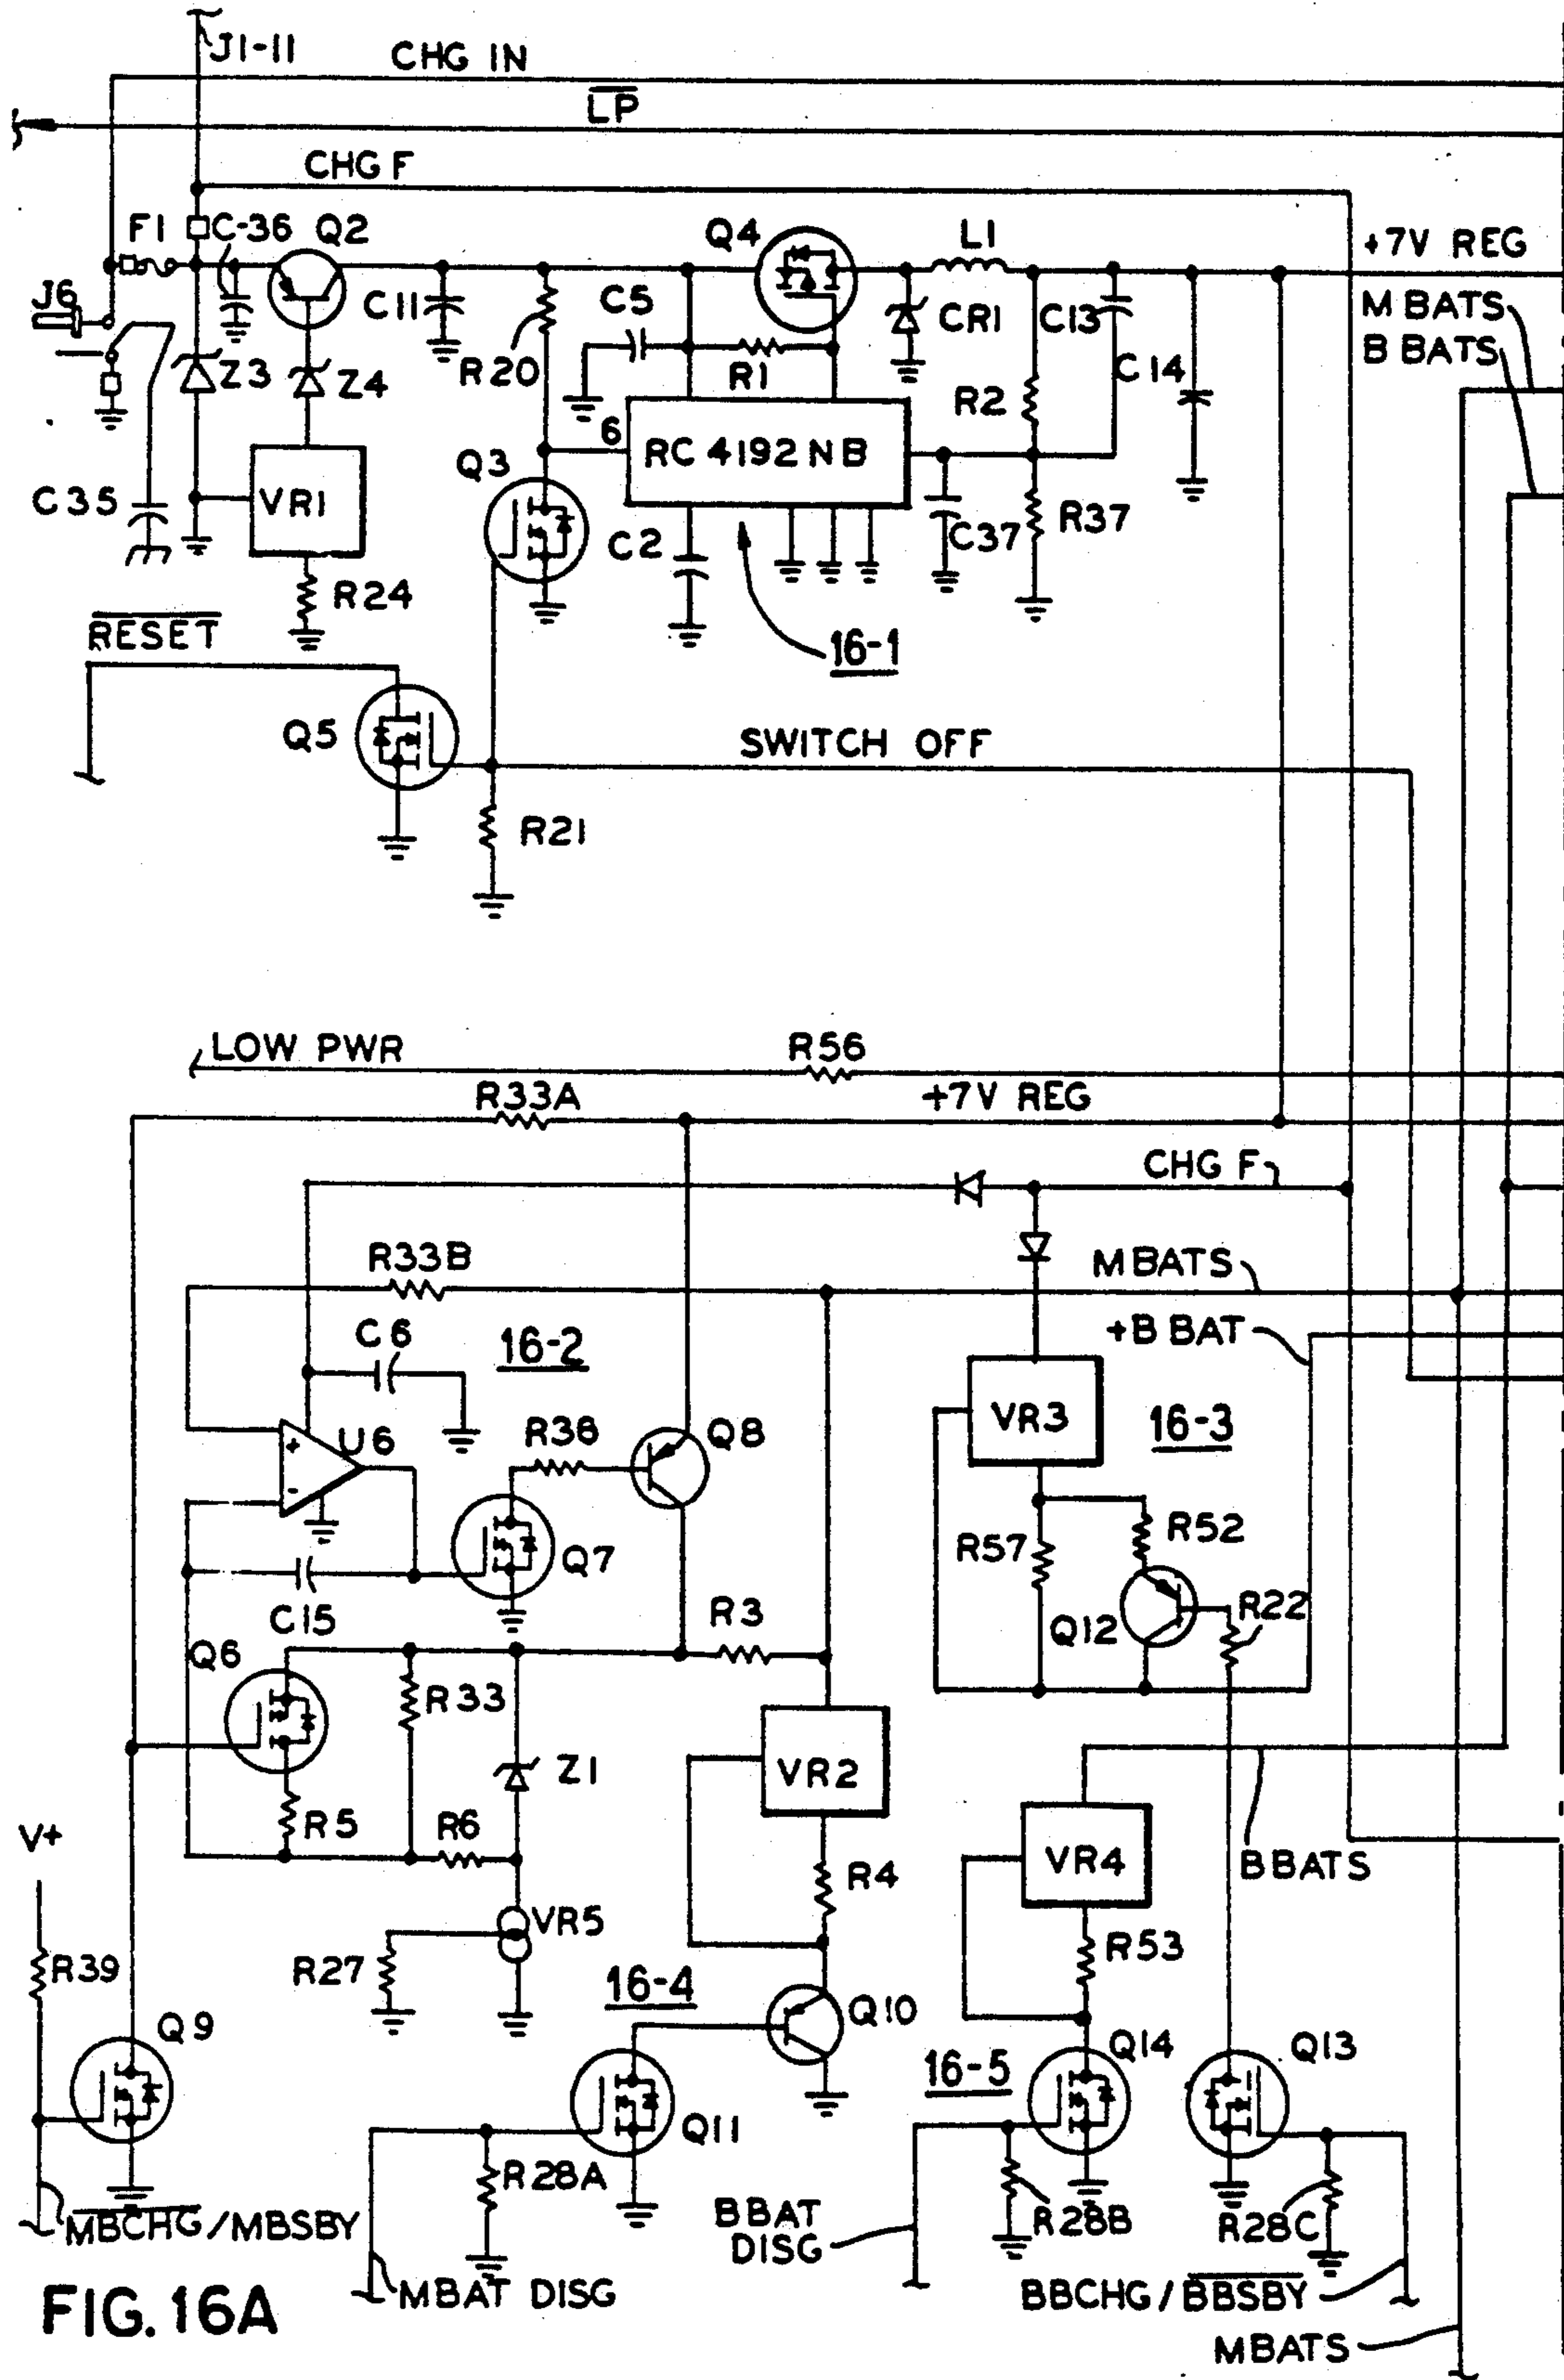 J1-11
CHG IN
LP
CHG F
F1
C-36
Q2
Q4
L1
+7V REG
J6
C11
C5
CR1
C13
M BATS
B BATS
R20
R1
Z3
Z4
R2
C14
6
RC 4192 NB
Q3
C35
VR1
C2
C37
R37
R24
RESET
16-1
Q5
SWITCH OFF
R21
LOW PWR
R56
R33A
+7V REG
CHG F
R33B
M BATS
C6
16-2
+B BAT
+
U6
-
R38
Q8
VR3
16-3
R57
R52
Q7
C15
R3
Q12
R22
Q6
R33
Z1
VR2
R5
R6
V+
R4
VR4
BBATS
VR5
R39
R27
16-4
R53
Q10
Q9
Q14
Q13
16-5
Q11
R28A
BBAT
DISG
R28B
R28C
MBCHG/MBSBY
MBAT DISG
BBCHG/BBSBY
MBATS
FIG. 16A